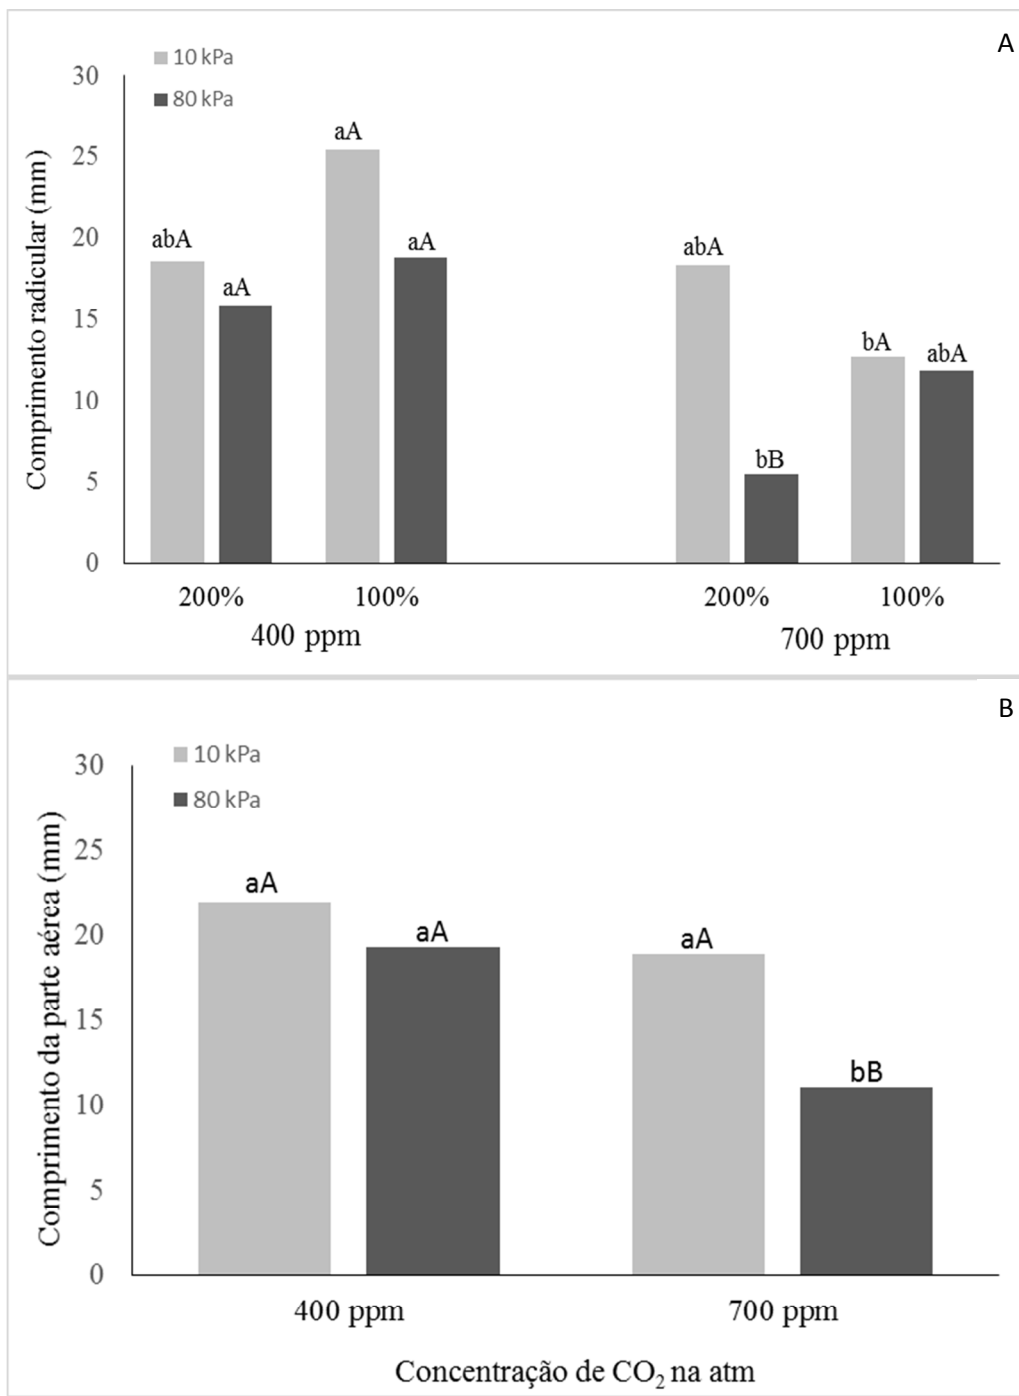 A
10 kPa
80 kPa
Comprimento radicular (mm)
30
25
20
15
10
5
0
abA
aA
aA
aA
abA
bB
bA
abA
200%
100%
200%
100%
400 ppm
700 ppm
B
10 kPa
80 kPa
Comprimento da parte aérea (mm)
30
25
20
15
10
5
0
aA
aA
aA
bB
400 ppm
700 ppm
Concentração de CO₂ na atm